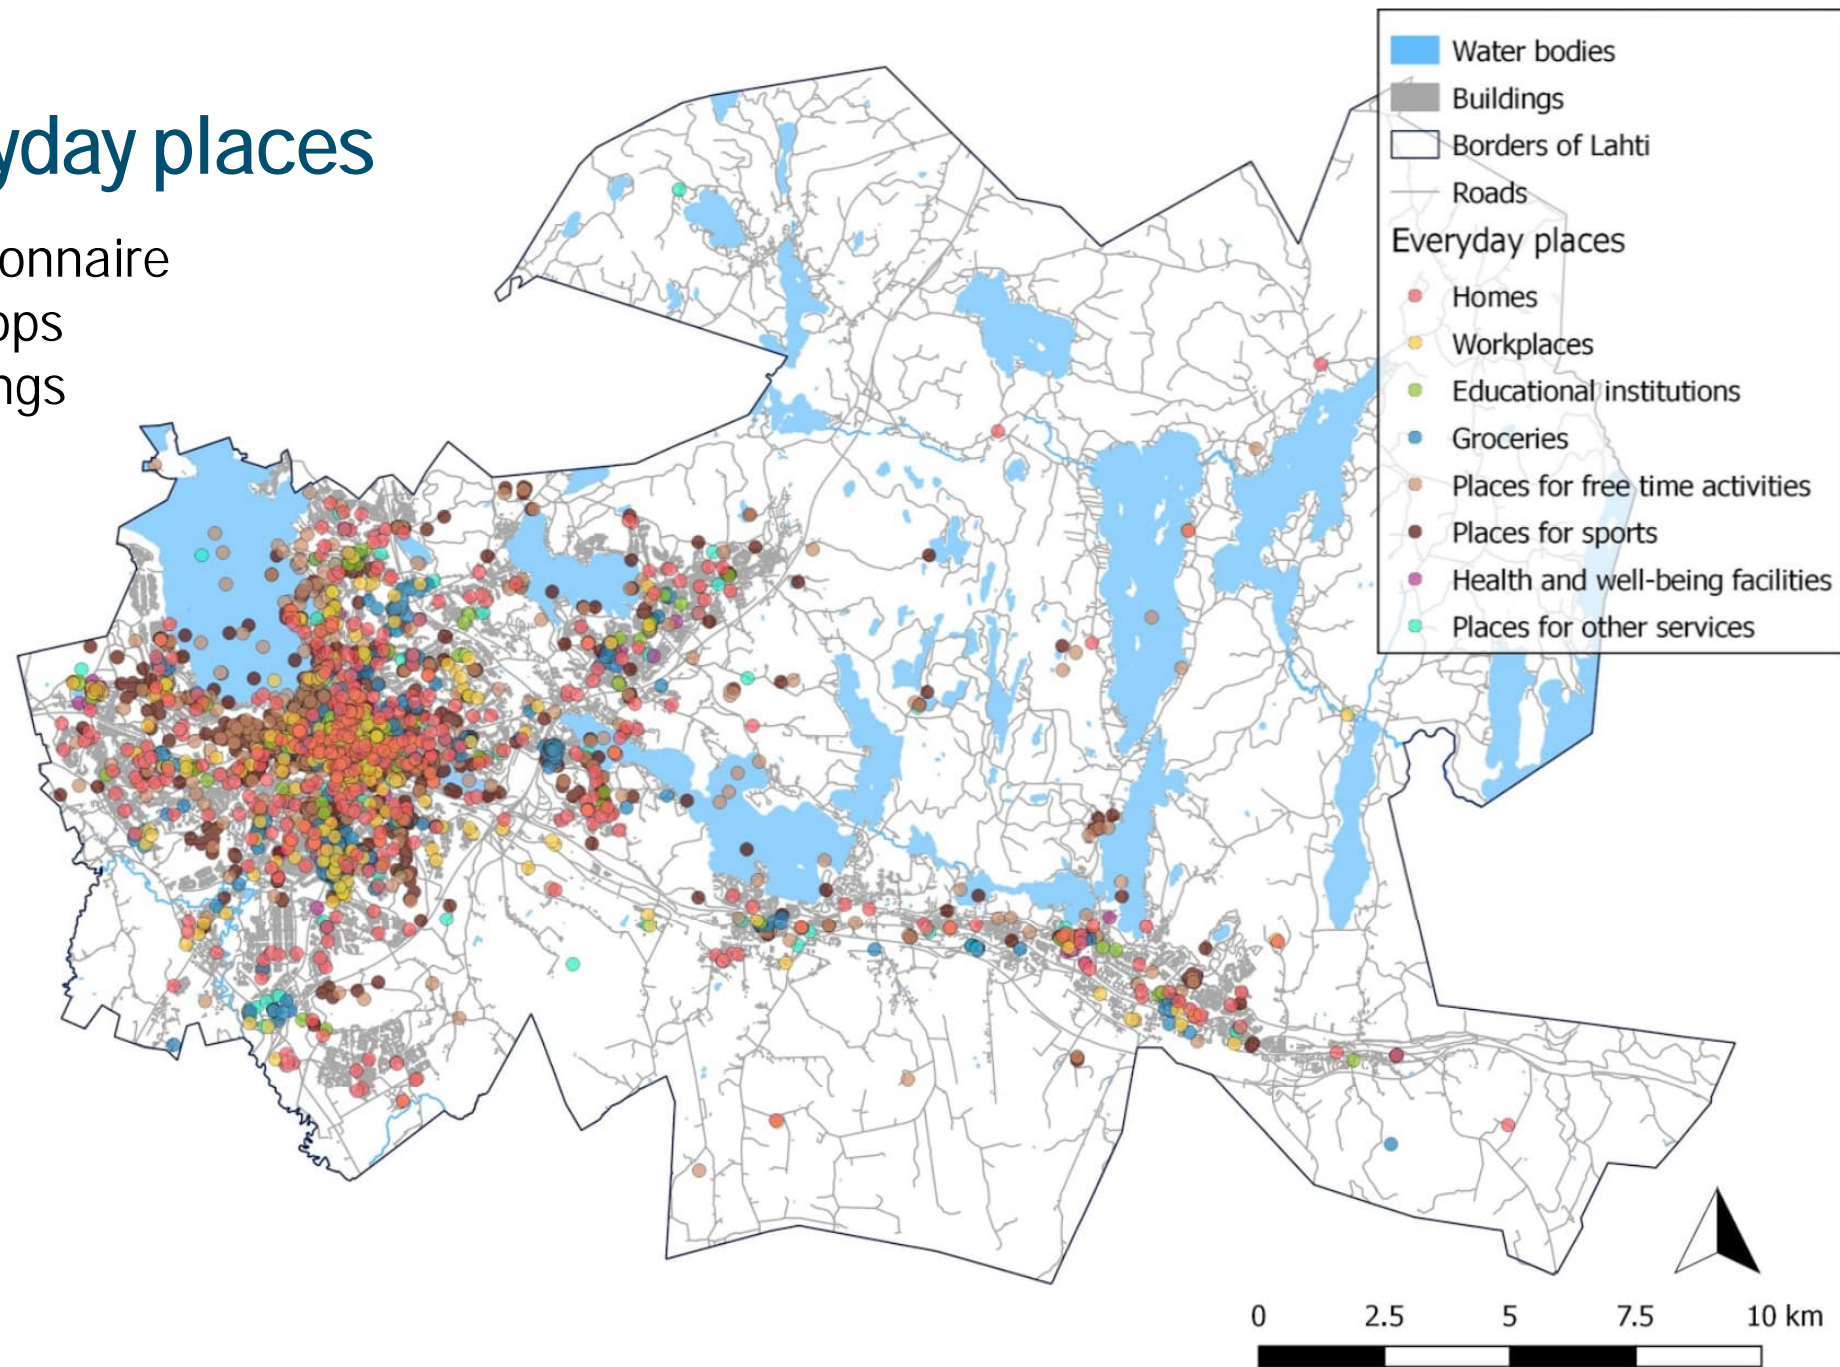 yday places
onnaire
ops
ngs
Water bodies
Buildings
Borders of Lahti
Roads
Everyday places
Homes
Workplaces
Educational institutions
Groceries
Places for free time activities
Places for sports
Health and well-being facilities
Places for other services
0 2.5 5 7.5 10 km